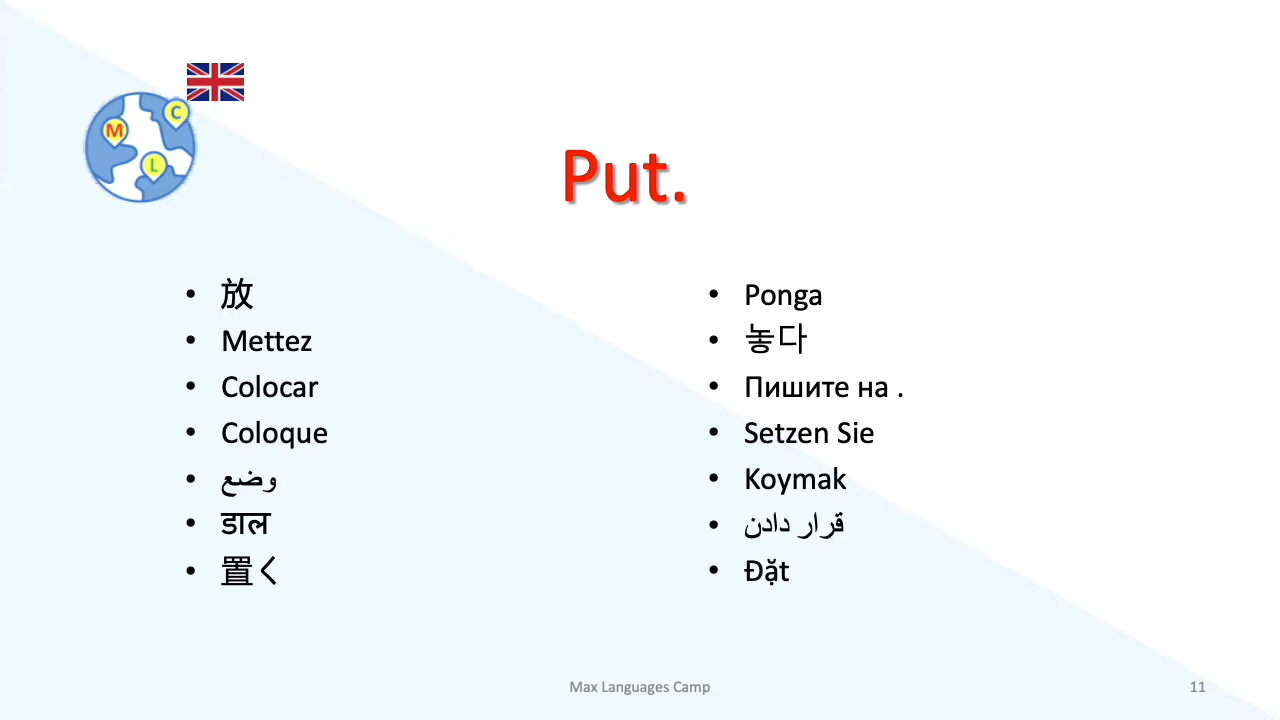 C
M
L
Put.
放
Mettez
Colocar
Coloque
وضع
डाल
置く
Ponga
놓다
Пишите на .
Setzen Sie
Koymak
قرار دادن
Đặt
Max Languages Camp
11